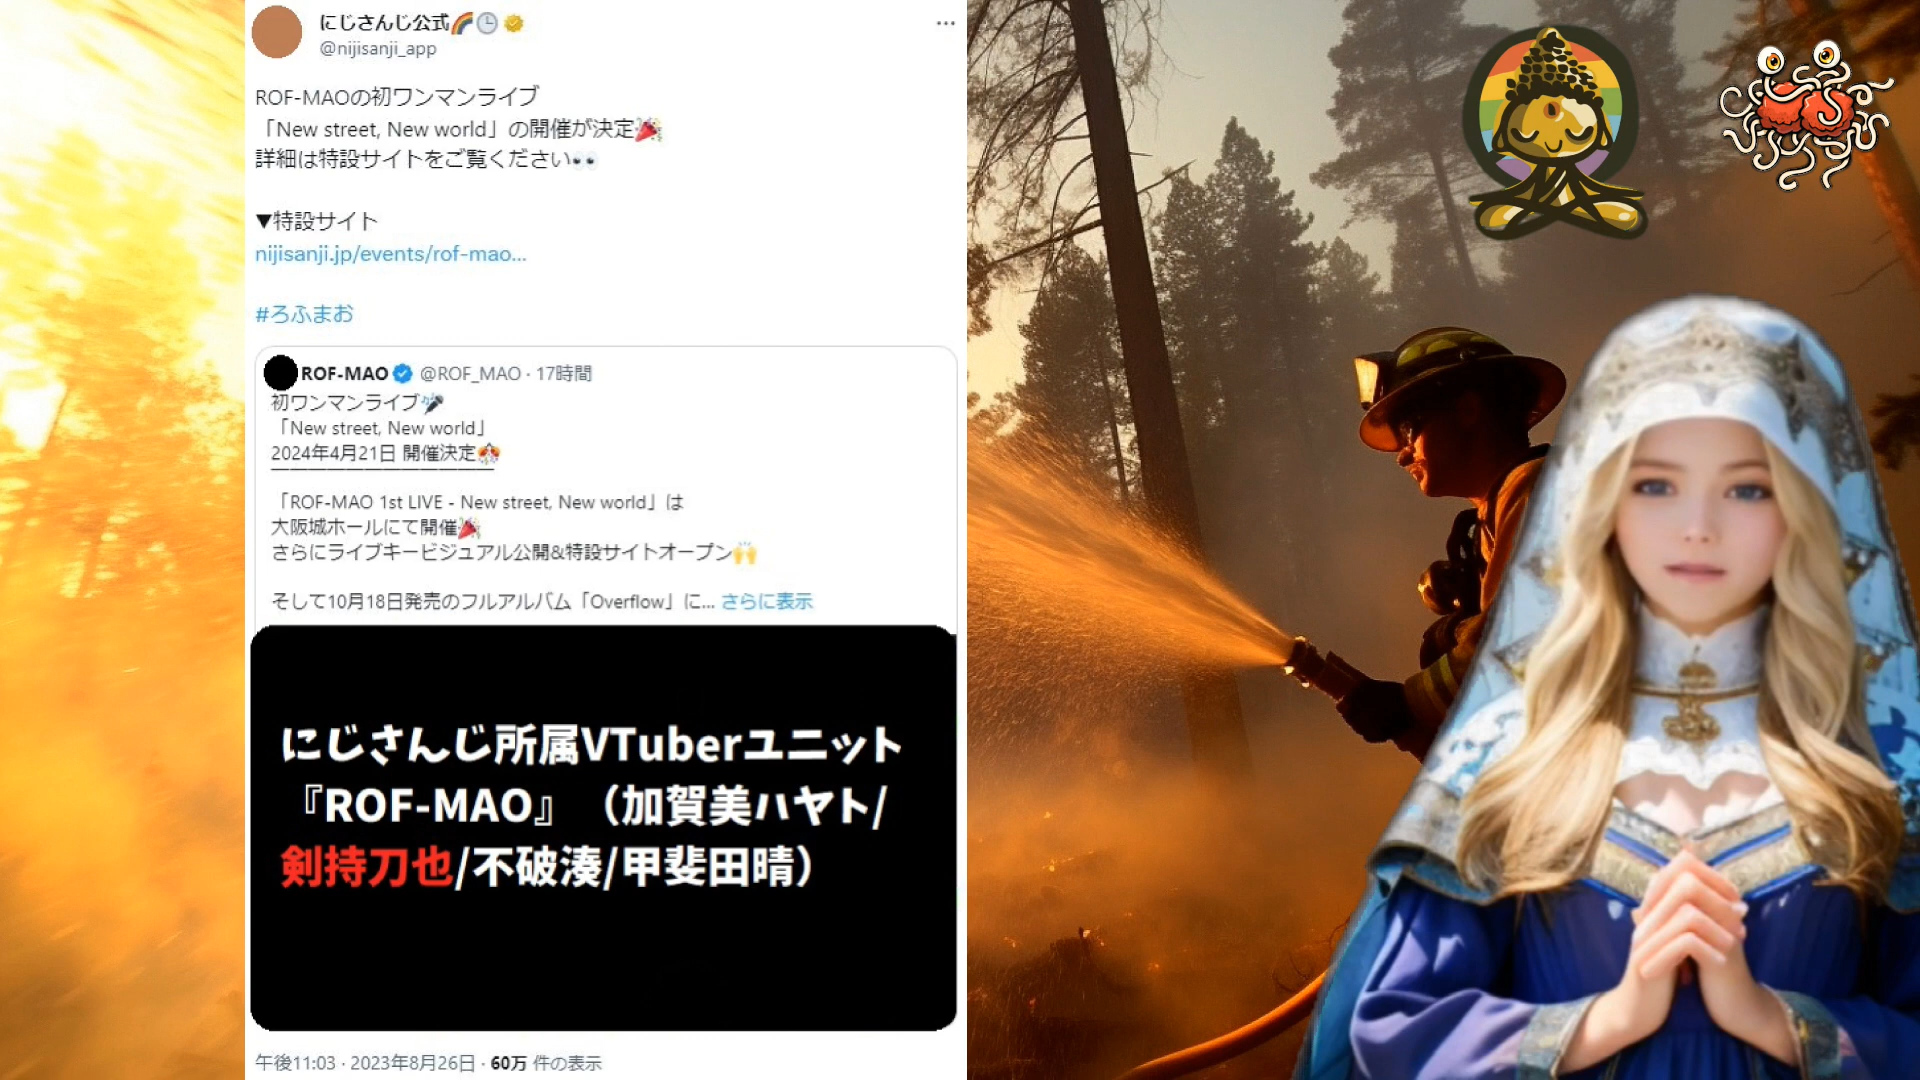 にじさんじ公式🌈🕒
@nijisanji_app
ROF-MAOの初ワンマンライブ
「New street, New world」の開催が決定🎉
詳細は特設サイトをご覧ください👀
▼特設サイト
nijisanji.jp/events/rof-mao…
#ろふまお
ROF-MAO @ROF_MAO · 17時間
初ワンマンライブ🎤
「New street, New world」
2024年4月21日 開催決定🎊
￣￣￣￣￣￣￣￣￣￣￣￣
「ROF-MAO 1st LIVE - New street, New world」は
大阪城ホールにて開催🎉
さらにライブキービジュアル公開&特設サイトオープン🙌
そして10月18日発売のフルアルバム「Overflow」に… さらに表示
にじさんじ所属VTuberユニット
『ROF-MAO』（加賀美ハヤト/
剣持刀也/不破湊/甲斐田晴）
午後11:03 · 2023年8月26日 · 60万 件の表示